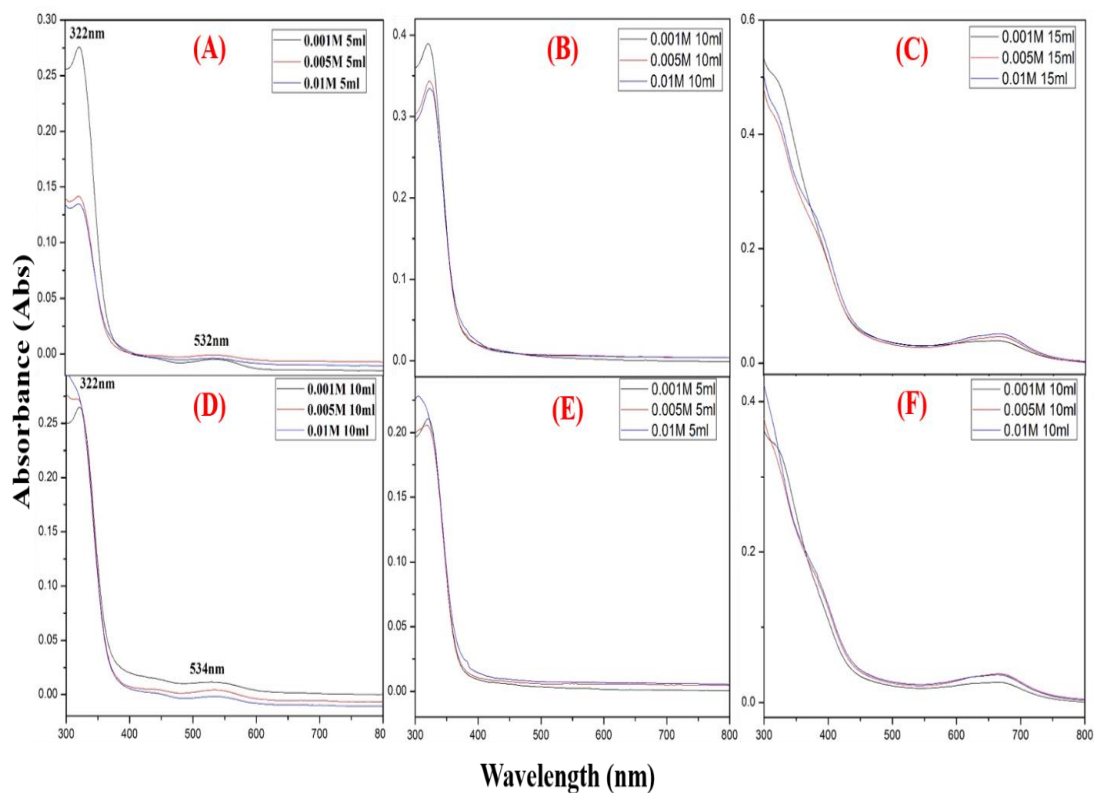 322nm
(A)
0.001M 5ml
0.005M 5ml
0.01M 5ml
532nm
0.30
0.25
0.20
0.15
0.10
0.05
0.00
(B)
0.001M 10ml
0.005M 10ml
0.01M 10ml
0.4
0.3
0.2
0.1
0.0
(C)
0.001M 15ml
0.005M 15ml
0.01M 15ml
0.6
0.4
0.2
0.0
Absorbance (Abs)
322nm
(D)
0.001M 10ml
0.005M 10ml
0.01M 10ml
534nm
0.25
0.20
0.15
0.10
0.05
0.00
300 400 500 600 700 80
(E)
0.001M 5ml
0.005M 5ml
0.01M 5ml
0.20
0.15
0.10
0.05
0.00
300 400 500 600 700 800
(F)
0.001M 10ml
0.005M 10ml
0.01M 10ml
0.4
0.2
0.0
300 400 500 600 700 800
Wavelength (nm)